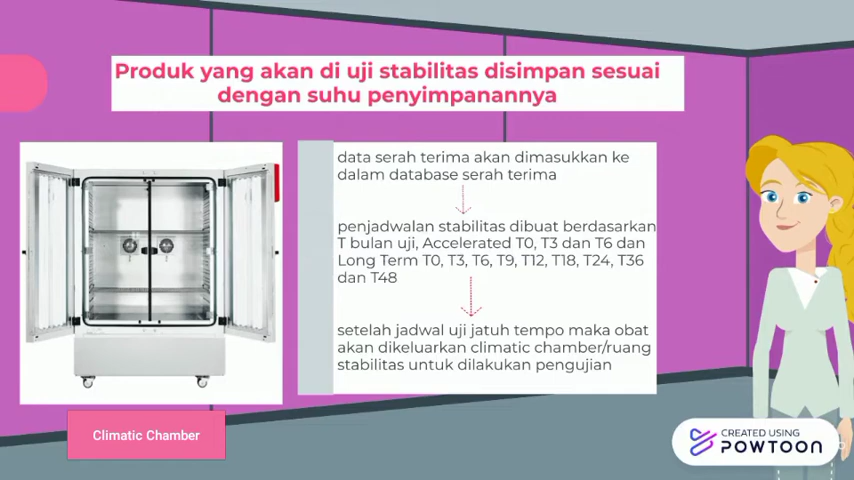 Produk yang akan di uji stabilitas disimpan sesuai
dengan suhu penyimpanannya
data serah terima akan dimasukkan ke
dalam database serah terima
penjadwalan stabilitas dibuat berdasarkan
T bulan uji, Accelerated T0, T3 dan T6 dan
Long Term T0, T3, T6, T9, T12, T18, T24, T36
dan T48
setelah jadwal uji jatuh tempo maka obat
akan dikeluarkan climatic chamber/ruang
stabilitas untuk dilakukan pengujian
Climatic Chamber
CREATED USING
POWTOON